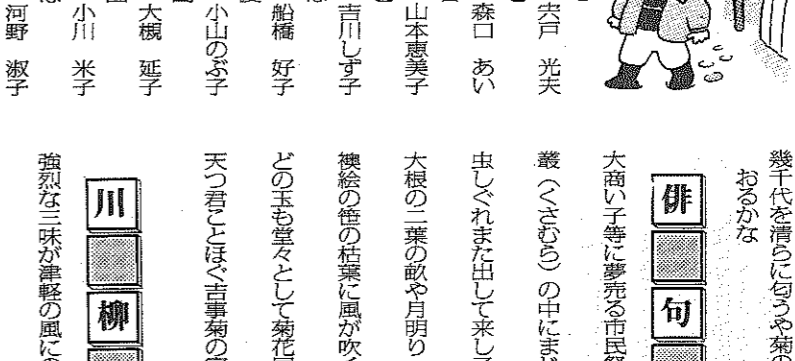 宍戸 光夫
森口 あい
山本恵美子
吉川しず子
船橋 好子
小山のぶ子
大槻 延子
小川 米子
河野 淑子
幾千代を清らに匂うや菊の
おるかな
俳句
大商い子等に夢売る市民
叢(くさむら)の中にまだ
虫しぐれまた出して来し
大根の二葉の畝や月明り
襖絵の笹の枯葉に風が吹
どの玉も堂々として菊花
天つ君ことほぐ吉事菊の
川柳
強烈な三味が津軽の風に